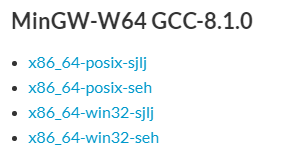 MinGW-W64 GCC-8.1.0
x86_64-posix-sjlj
x86_64-posix-seh
x86_64-win32-sjlj
x86_64-win32-seh